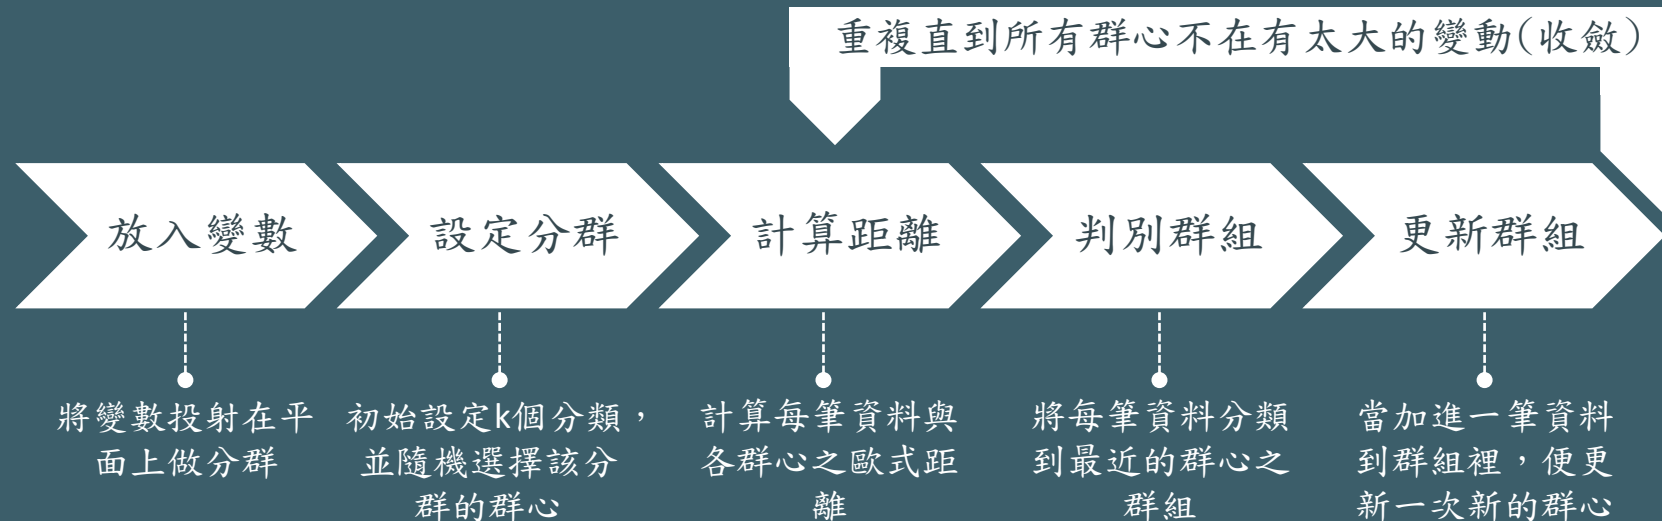 重複直到所有群心不在有太大的變動(收斂)
放入變數
設定分群
計算距離
判別群組
更新群組
將變數投射在平
面上做分群
初始設定k個分類，
並隨機選擇該分
群的群心
計算每筆資料與
各群心之歐式距
離
將每筆資料分類
到最近的群心之
群組
當加進一筆資料
到群組裡，便更
新一次新的群心